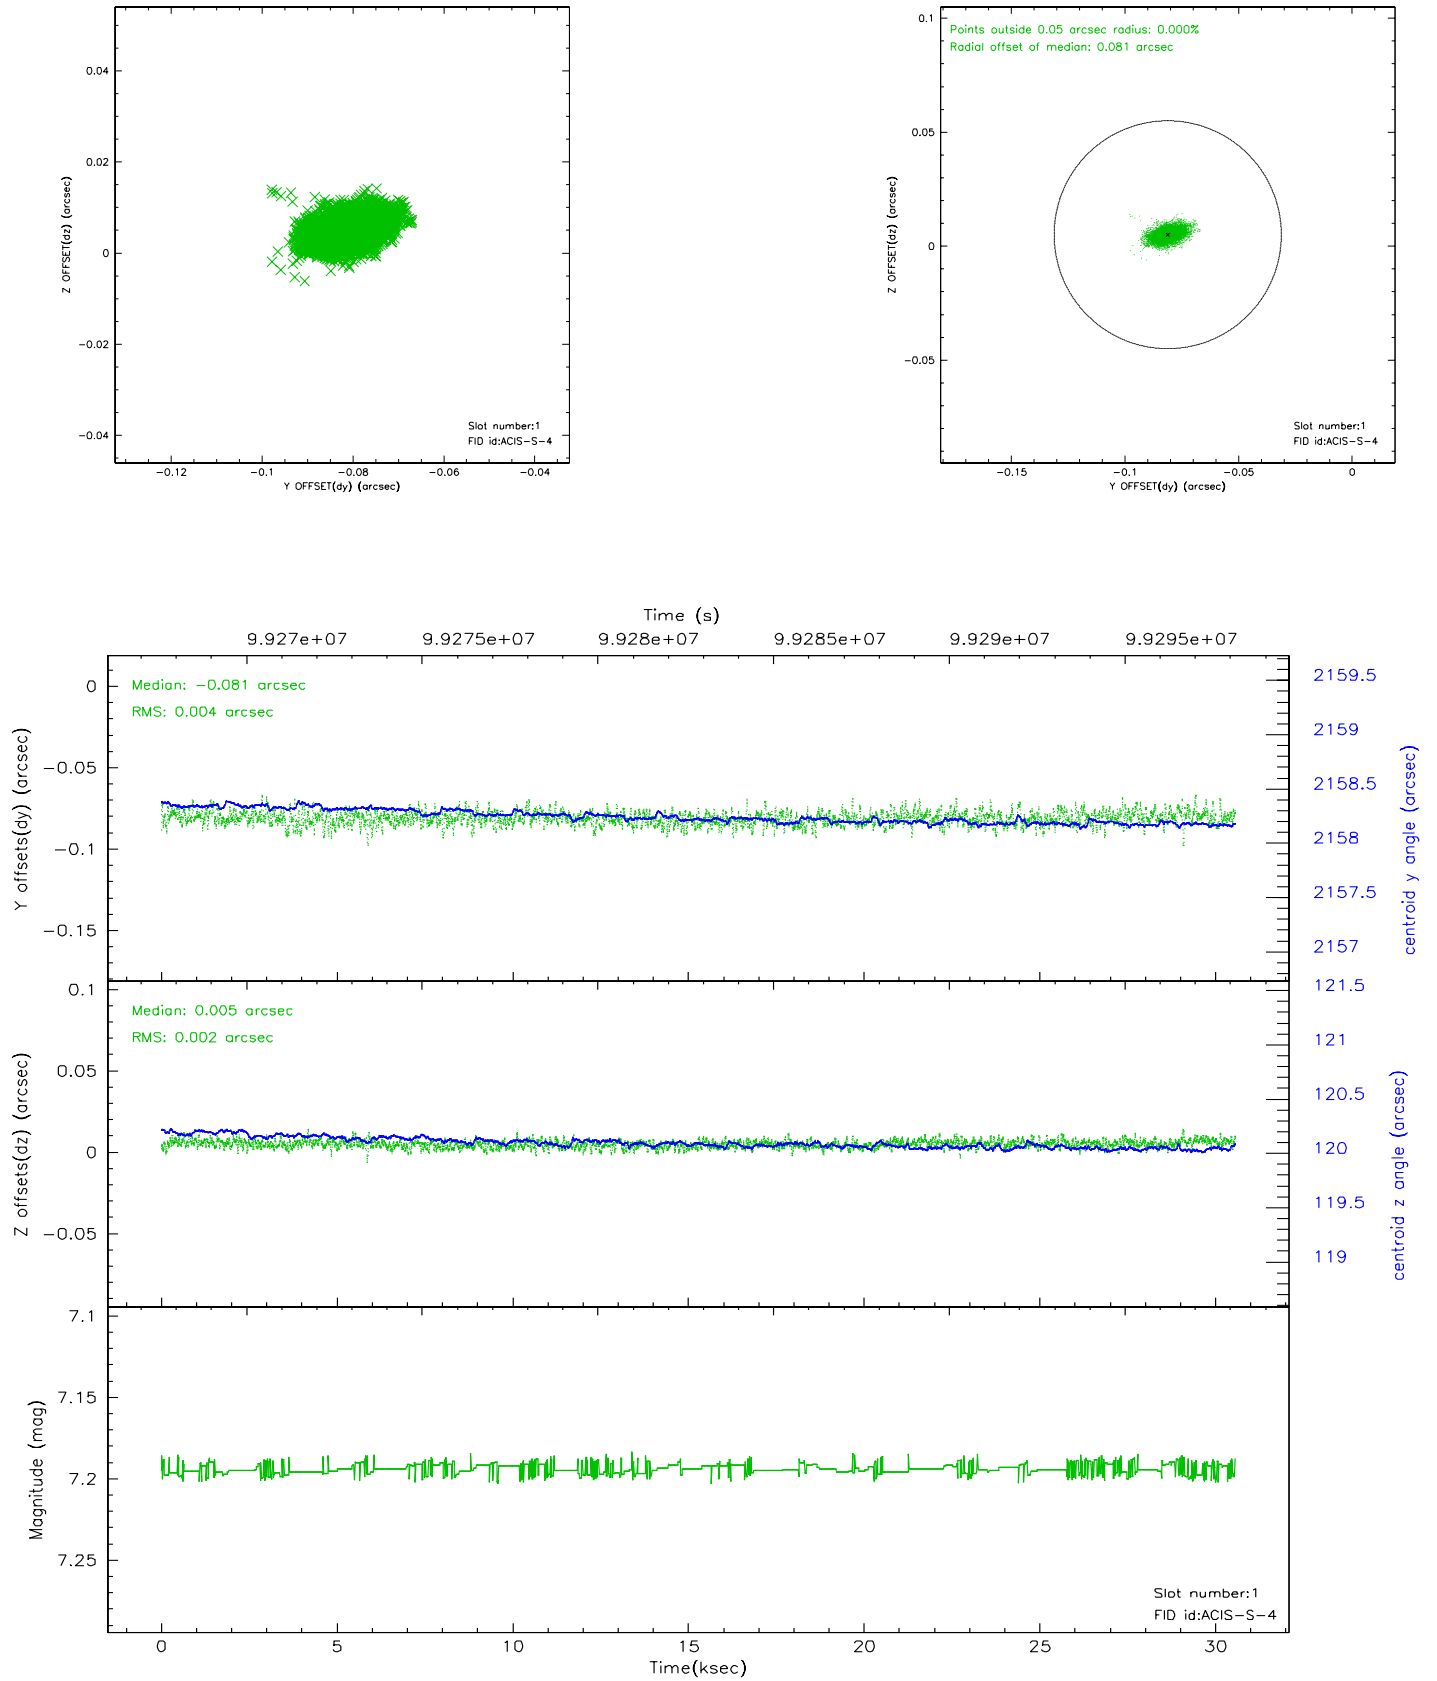 0.04
0.02
0
−0.02
−0.04
Z OFFSET(dz) (arcsec)
Slot number:1
FID id:ACIS−S−4
−0.12
−0.1
−0.08
−0.06
−0.04
Y OFFSET(dy) (arcsec)
0.1
0.05
0
−0.05
Z OFFSET(dz) (arcsec)
Points outside 0.05 arcsec radius: 0.000%
Radial offset of median: 0.081 arcsec
Slot number:1
FID id:ACIS−S−4
−0.15
−0.1
−0.05
0
Y OFFSET(dy) (arcsec)
Time (s)
9.927e+07
9.9275e+07
9.928e+07
9.9285e+07
9.929e+07
9.9295e+07
0
−0.05
−0.1
−0.15
Y offsets(dy) (arcsec)
Median: −0.081 arcsec
RMS: 0.004 arcsec
2159.5
2159
2158.5
2158
2157.5
2157
centroid y angle (arcsec)
0.1
0.05
0
−0.05
Z offsets(dz) (arcsec)
Median: 0.005 arcsec
RMS: 0.002 arcsec
121.5
121
120.5
120
119.5
119
centroid z angle (arcsec)
7.1
7.15
7.2
7.25
Magnitude (mag)
Slot number:1
FID id:ACIS−S−4
0
5
10
15
20
25
30
Time(ksec)